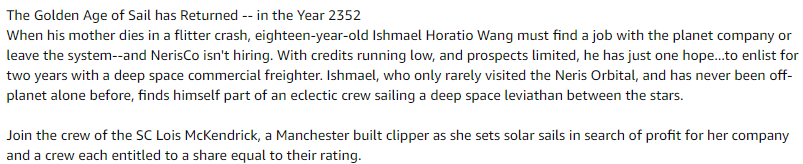 The Golden Age of Sail has Returned -- in the Year 2352
When his mother dies in a flitter crash, eighteen-year-old Ishmael Horatio Wang must find a job with the planet company or
leave the system--and NerisCo isn't hiring. With credits running low, and prospects limited, he has just one hope...to enlist for
two years with a deep space commercial freighter. Ishmael, who only rarely visited the Neris Orbital, and has never been off-
planet alone before, finds himself part of an eclectic crew sailing a deep space leviathan between the stars.

Join the crew of the SC Lois McKendrick, a Manchester built clipper as she sets solar sails in search of profit for her company
and a crew each entitled to a share equal to their rating.